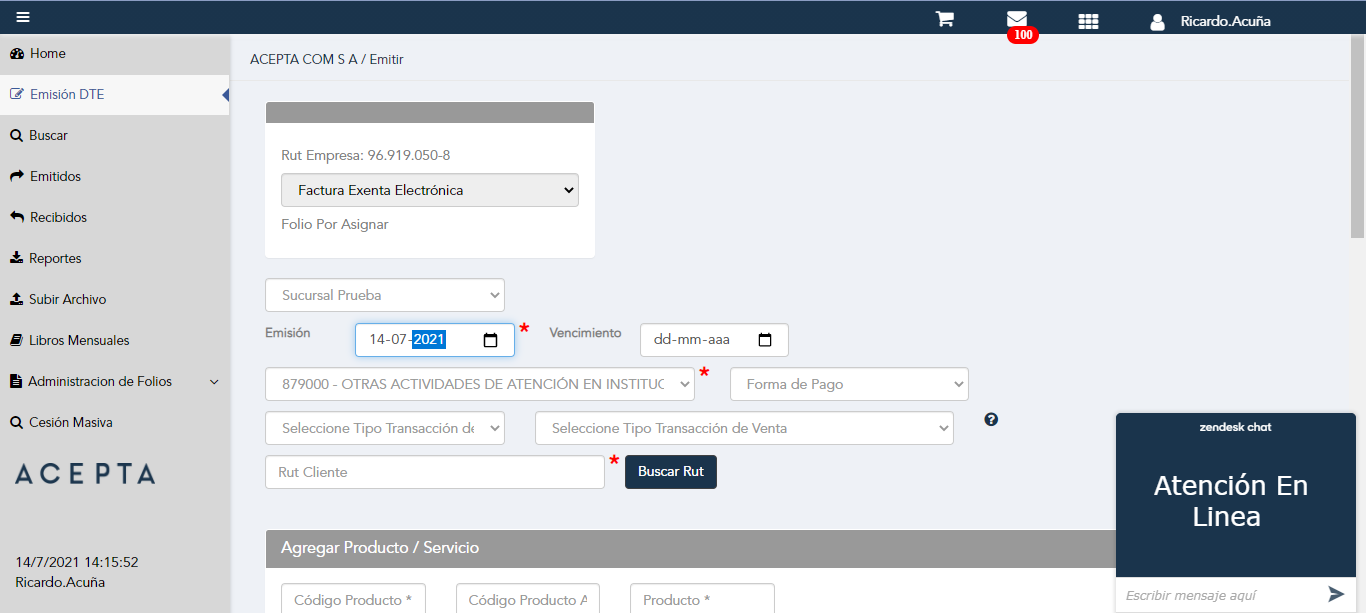 100
Ricardo.Acuña
Home
Emisión DTE
Buscar
Emitidos
Recibidos
Reportes
Subir Archivo
Libros Mensuales
Administracion de Folios
Cesión Masiva
ACEPTA
14/7/2021 14:15:52
Ricardo.Acuña
ACEPTA COM S A / Emitir
Rut Empresa: 96.919.050-8
Factura Exenta Electrónica
Folio Por Asignar
Sucursal Prueba
Emisión 14-07-2021 * Vencimiento dd-mm-aaa
879000 - OTRAS ACTIVIDADES DE ATENCIÓN EN INSTITUC * Forma de Pago
Seleccione Tipo Transacción de Seleccione Tipo Transacción de Venta ?
Rut Cliente * Buscar Rut
Agregar Producto / Servicio
Código Producto * Código Producto A Producto *
zendesk chat
Atención En
Linea
Escribir mensaje aquí